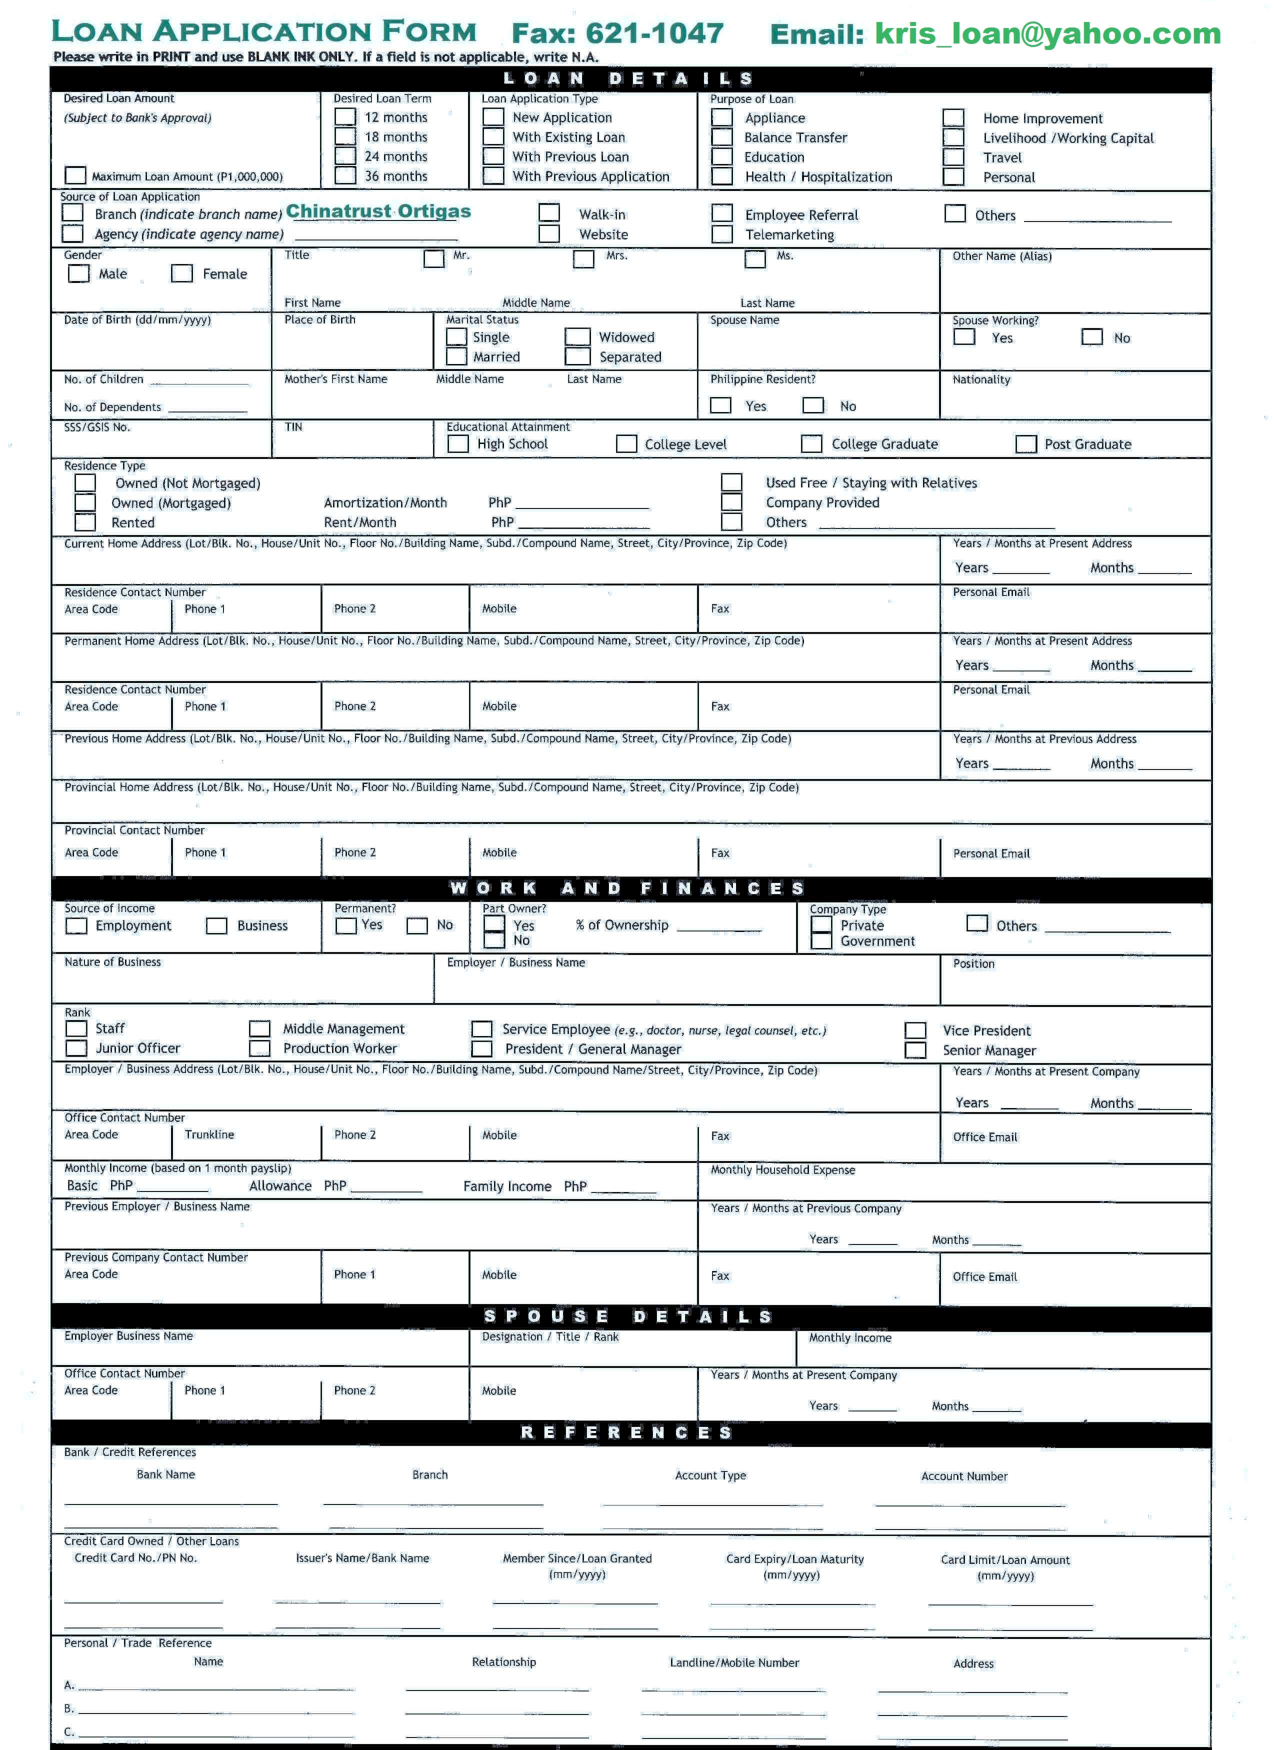 LOAN APPLICATION FORM Fax: 621-1047 Email: kris_loan@yahoo.com
Please write in PRINT and use BLANK INK ONLY. If a field is not applicable, write N.A.
LOAN DETAILS
Desired Loan Amount Desired Loan Term Loan Application Type Purpose of Loan
(Subject to Bank's Approval) 12 months New Application Appliance Home Improvement
18 months With Existing Loan Balance Transfer Livelihood /Working Capital
24 months With Previous Loan Education Travel
Maximum Loan Amount (P1,000,000) 36 months With Previous Application Health / Hospitalization Personal
Source of Loan Application
Branch (indicate branch name) Chinatrust Ortigas Walk-in Employee Referral Others
Agency (indicate agency name) Website Telemarketing
Gender Title Mr. Mrs. Ms. Other Name (Alias)
Male Female
First Name Middle Name Last Name
Date of Birth (dd/mm/yyyy) Place of Birth Marital Status Spouse Name Spouse Working?
Single Widowed Yes No
Married Separated
No. of Children Mother's First Name Middle Name Last Name Philippine Resident? Nationality
No. of Dependents Yes No
SSS/GSIS No. TIN Educational Attainment
High School College Level College Graduate Post Graduate
Residence Type
Owned (Not Mortgaged) Used Free / Staying with Relatives
Owned (Mortgaged) Amortization/Month PhP Company Provided
Rented Rent/Month PhP Others
Current Home Address (Lot/Blk. No., House/Unit No., Floor No./Building Name, Subd./Compound Name, Street, City/Province, Zip Code) Years / Months at Present Address
Years Months
Residence Contact Number Personal Email
Area Code Phone 1 Phone 2 Mobile Fax
Permanent Home Address (Lot/Blk. No., House/Unit No., Floor No./Building Name, Subd./Compound Name, Street, City/Province, Zip Code) Years / Months at Present Address
Years Months
Residence Contact Number Personal Email
Area Code Phone 1 Phone 2 Mobile Fax
Previous Home Address (Lot/Blk. No., House/Unit No., Floor No./Building Name, Subd./Compound Name, Street, City/Province, Zip Code) Years / Months at Previous Address
Years Months
Provincial Home Address (Lot/Blk. No., House/Unit No., Floor No./Building Name, Subd./Compound Name, Street, City/Province, Zip Code)
Provincial Contact Number
Area Code Phone 1 Phone 2 Mobile Fax Personal Email
WORK AND FINANCES
Source of Income Permanent? Part Owner? Company Type
Employment Business Yes No Yes % of Ownership Private Others
No Government
Nature of Business Employer / Business Name Position
Rank
Staff Middle Management Service Employee (e.g., doctor, nurse, legal counsel, etc.) Vice President
Junior Officer Production Worker President / General Manager Senior Manager
Employer / Business Address (Lot/Blk. No., House/Unit No., Floor No./Building Name, Subd./Compound Name/Street, City/Province, Zip Code) Years / Months at Present Company
Years Months
Office Contact Number
Area Code Trunkline Phone 2 Mobile Fax Office Email
Monthly Income (based on 1 month payslip) Monthly Household Expense
Basic PhP Allowance PhP Family Income PhP
Previous Employer / Business Name Years / Months at Previous Company
Years Months
Previous Company Contact Number
Area Code Phone 1 Mobile Fax Office Email
SPOUSE DETAILS
Employer Business Name Designation / Title / Rank Monthly Income
Office Contact Number Years / Months at Present Company
Area Code Phone 1 Phone 2 Mobile
Years Months
REFERENCES
Bank / Credit References
Bank Name Branch Account Type Account Number
Credit Card Owned / Other Loans
Credit Card No./PN No. Issuer's Name/Bank Name Member Since/Loan Granted Card Expiry/Loan Maturity Card Limit/Loan Amount
(mm/yyyy) (mm/yyyy) (mm/yyyy)
Personal / Trade Reference
Name Relationship Landline/Mobile Number Address
A.
B.
C.